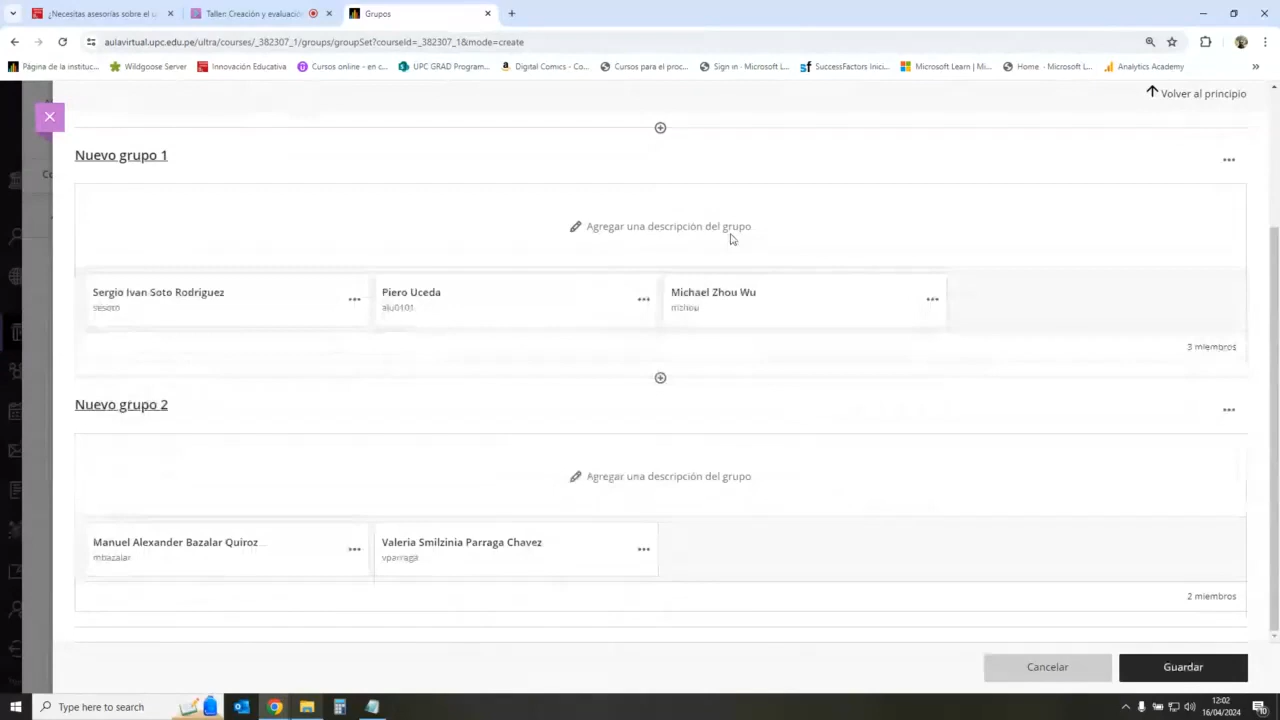 ¿Necesitas asesorías sobre el u
Taller: Creación y evaluació
Grupos
aulavirtual.upc.edu.pe/ultra/courses/_382307_1/groups/groupSet?courseId=_382307_1&mode=create
Página de la instituc...
Wildgoose Server
Innovación Educativa
Cursos online - en c...
UPC GRAD Program...
Digital Comics - Co...
Cursos para el proc...
Sign in - Microsoft L...
SuccessFactors Inici...
Microsoft Learn | Mi...
Home - Microsoft L...
Analytics Academy
Volver al principio
Nuevo grupo 1
Agregar una descripción del grupo
Sergio Ivan Soto Rodriguez
Piero Uceda
Michael Zhou Wu
mzhou
3 miembros
Nuevo grupo 2
Agregar una descripción del grupo
Manuel Alexander Bazalar Quiroz
Valeria Smilzinia Parraga Chavez
mbazalar
vparraga
2 miembros
Cancelar
Guardar
Type here to search
12:02
16/04/2024